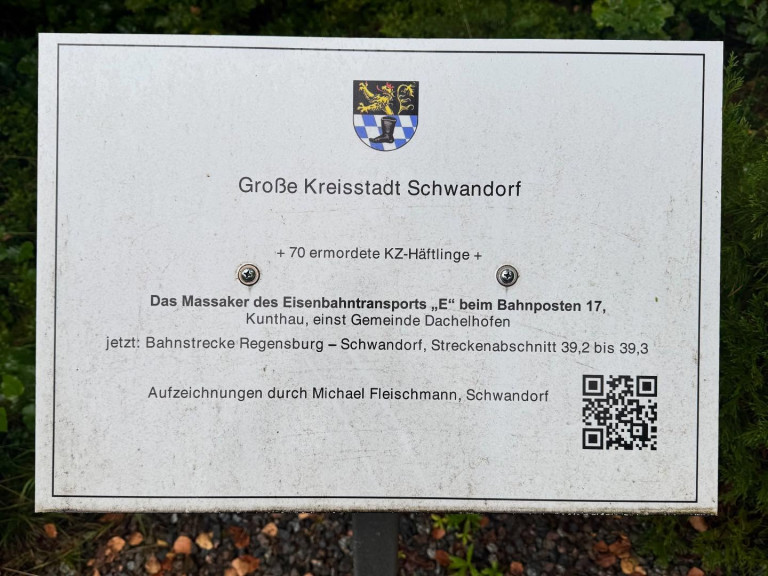 Große Kreisstadt Schwandorf
+ 70 ermordete KZ-Häftlinge +
Das Massaker des Eisenbahntransports „E“ beim Bahnposten 17,
Kunthau, einst Gemeinde Dachelhofen
jetzt: Bahnstrecke Regensburg – Schwandorf, Streckenabschnitt 39,2 bis 39,3
Aufzeichnungen durch Michael Fleischmann, Schwandorf